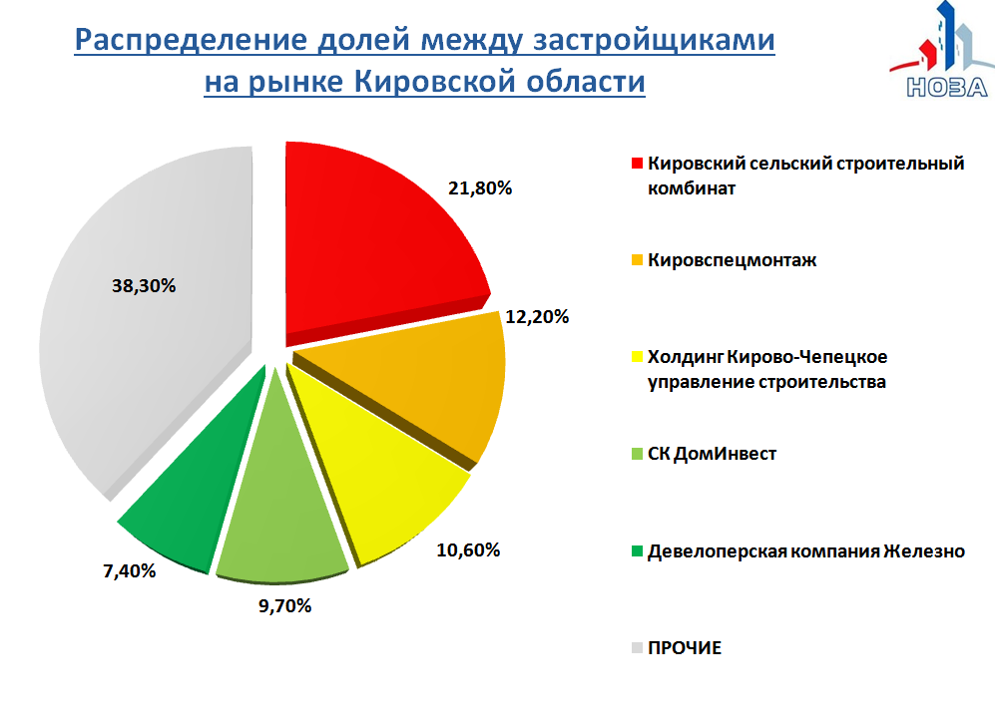 Распределение долей между застройщиками
на рынке Кировской области
НОЗА
21,80%
12,20%
10,60%
9,70%
7,40%
38,30%
Кировский сельский строительный
комбинат
Кировспецмонтаж
Холдинг Кирово-Чепецкое
управление строительства
СК ДомИнвест
Девелоперская компания Железно
ПРОЧИЕ